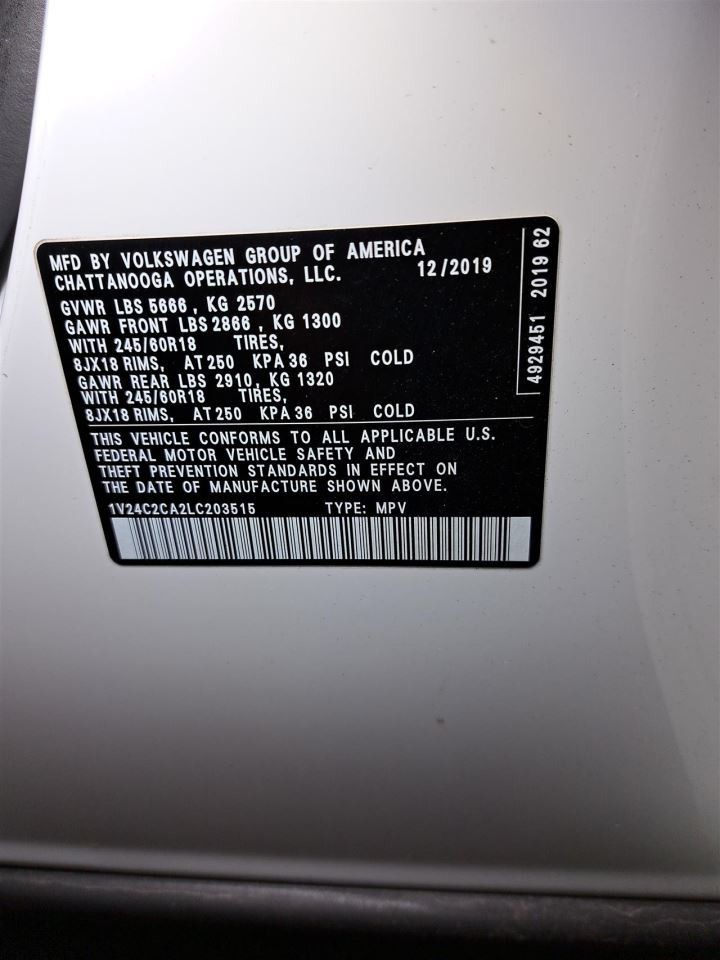 MFD BY VOLKSWAGEN GROUP OF AMERICA
CHATTANOOGA OPERATIONS, LLC. 12/2019
GVWR LBS 5666 , KG 2570
GAWR FRONT LBS 2866 , KG 1300
WITH 245/60R18 TIRES,
8JX18 RIMS, AT 250 KPA 36 PSI COLD
GAWR REAR LBS 2910, KG 1320
WITH 245/60R18 TIRES,
8JX18 RIMS, AT 250 KPA 36 PSI COLD
THIS VEHICLE CONFORMS TO ALL APPLICABLE U.S.
FEDERAL MOTOR VEHICLE SAFETY AND
THEFT PREVENTION STANDARDS IN EFFECT ON
THE DATE OF MANUFACTURE SHOWN ABOVE.
1V24C2CA2LC203515 TYPE: MPV
4929451 2019 62